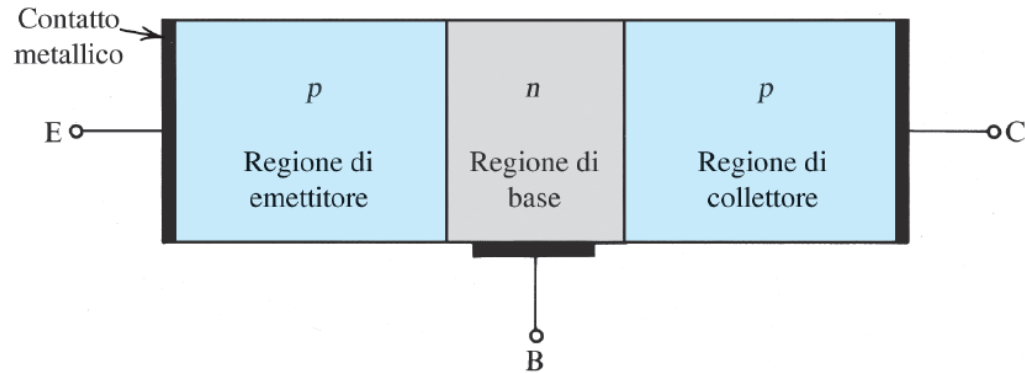 Contatto
metallico
E
p
Regione di
emettitore
n
Regione di
base
p
Regione di
collettore
C
B